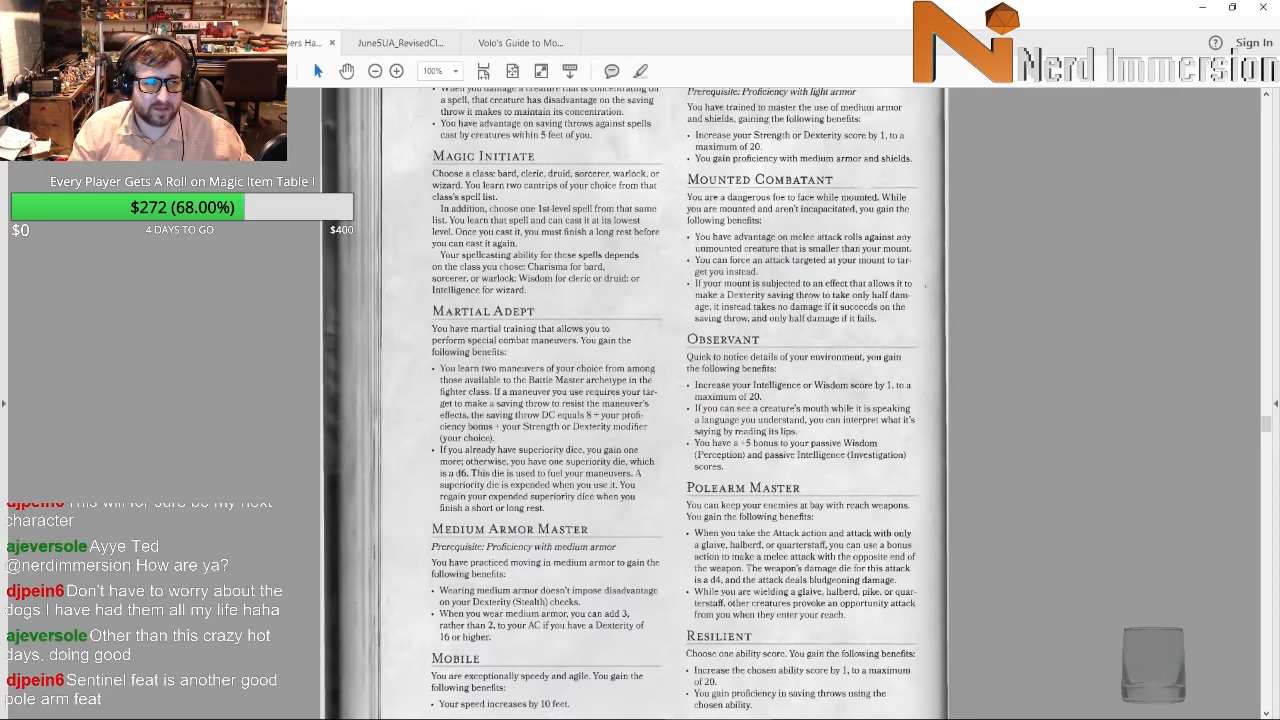 yers Ha...
June5UA_RevisedCl...
Volo's Guide to Mo...
100%
Sign In
Nerd Immersion
Every Player Gets A Roll on Magic Item Table I
$272 (68.00%)
$0
4 DAYS TO GO
$400
djpein6 This will for sure be my next
character
ajeversole Ayye Ted
@nerdimmersion How are ya?
djpein6 Don't have to worry about the
dogs I have had them all my life haha
ajeversole Other than this crazy hot
days, doing good.
djpein6 Sentinel feat is another good
pole arm feat
• When you damage a creature that is concentrating on
a spell, that creature has disadvantage on the saving
throw it makes to maintain its concentration.
• You have advantage on saving throws against spells
cast by creatures within 5 feet of you.
MAGIC INITIATE
Choose a class: bard, cleric, druid, sorcerer, warlock, or
wizard. You learn two cantrips of your choice from that
class's spell list.
In addition, choose one 1st-level spell from that same
list. You learn that spell and can cast it at its lowest
level. Once you cast it, you must finish a long rest before
you can cast it again.
Your spellcasting ability for these spells depends
on the class you chose: Charisma for bard,
sorcerer, or warlock; Wisdom for cleric or druid; or
Intelligence for wizard.
MARTIAL ADEPT
You have martial training that allows you to
perform special combat maneuvers. You gain the
following benefits:
• You learn two maneuvers of your choice from among
those available to the Battle Master archetype in the
fighter class. If a maneuver you use requires your tar-
get to make a saving throw to resist the maneuver's
effects, the saving throw DC equals 8 + your profi-
ciency bonus + your Strength or Dexterity modifier
(your choice).
• If you already have superiority dice, you gain one
more; otherwise, you have one superiority die, which
is a d6. This die is used to fuel your maneuvers. A
superiority die is expended when you use it. You
regain your expended superiority dice when you
finish a short or long rest.
MEDIUM ARMOR MASTER
Prerequisite: Proficiency with medium armor
You have practiced moving in medium armor to gain the
following benefits:
• Wearing medium armor doesn't impose disadvantage
on your Dexterity (Stealth) checks.
• When you wear medium armor, you can add 3,
rather than 2, to your AC if you have a Dexterity of
16 or higher.
MOBILE
You are exceptionally speedy and agile. You gain the
following benefits:
• Your speed increases by 10 feet.
Prerequisite: Proficiency with light armor
You have trained to master the use of medium armor
and shields, gaining the following benefits:
• Increase your Strength or Dexterity score by 1, to a
maximum of 20.
• You gain proficiency with medium armor and shields.
MOUNTED COMBATANT
You are a dangerous foe to face while mounted. While
you are mounted and aren't incapacitated, you gain the
following benefits:
• You have advantage on melee attack rolls against any
unmounted creature that is smaller than your mount.
• You can force an attack targeted at your mount to tar-
get you instead.
• If your mount is subjected to an effect that allows it to
make a Dexterity saving throw to take only half dam-
age, it instead takes no damage if it succeeds on the
saving throw, and only half damage if it fails.
OBSERVANT
Quick to notice details of your environment, you gain
the following benefits:
• Increase your Intelligence or Wisdom score by 1, to a
maximum of 20.
• If you can see a creature's mouth while it is speaking
a language you understand, you can interpret what it's
saying by reading its lips.
• You have a +5 bonus to your passive Wisdom
(Perception) and passive Intelligence (Investigation)
scores.
POLEARM MASTER
You can keep your enemies at bay with reach weapons.
You gain the following benefits:
• When you take the Attack action and attack with only
a glaive, halberd, or quarterstaff, you can use a bonus
action to make a melee attack with the opposite end of
the weapon. The weapon's damage die for this attack
is a d4, and the attack deals bludgeoning damage.
• While you are wielding a glaive, halberd, pike, or quar-
terstaff, other creatures provoke an opportunity attack
from you when they enter your reach.
RESILIENT
Choose one ability score. You gain the following benefits:
• Increase the chosen ability score by 1, to a maximum
of 20.
• You gain proficiency in saving throws using the
chosen ability.